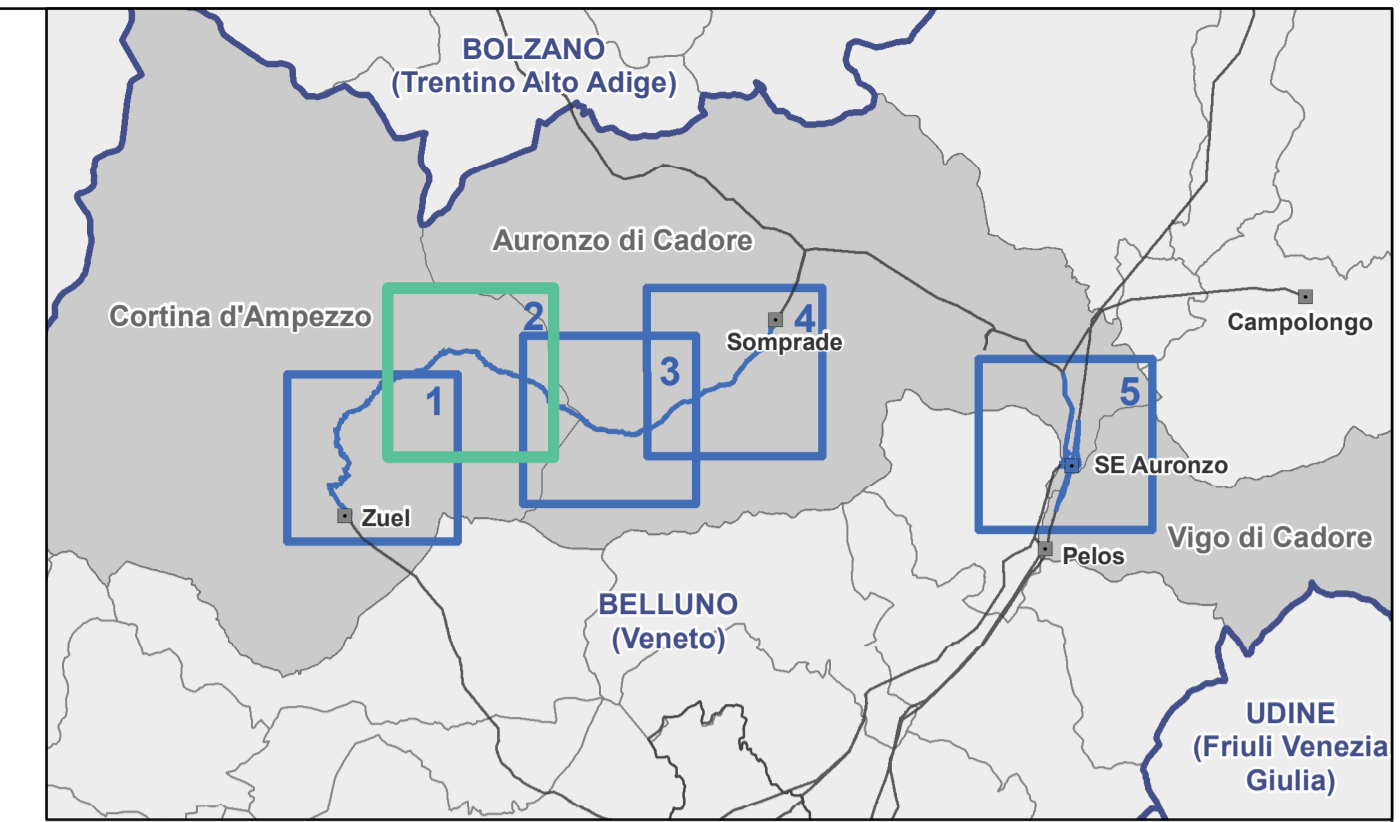 BOLZANO
(Trentino Alto Adige)
Auronzo di Cadore
Cortina d'Ampezzo
2
4
Somprade
Campolongo
3
1
5
SE Auronzo
Zuel
Vigo di Cadore
Pelos
BELLUNO
(Veneto)
UDINE
(Friuli Venezia
Giulia)